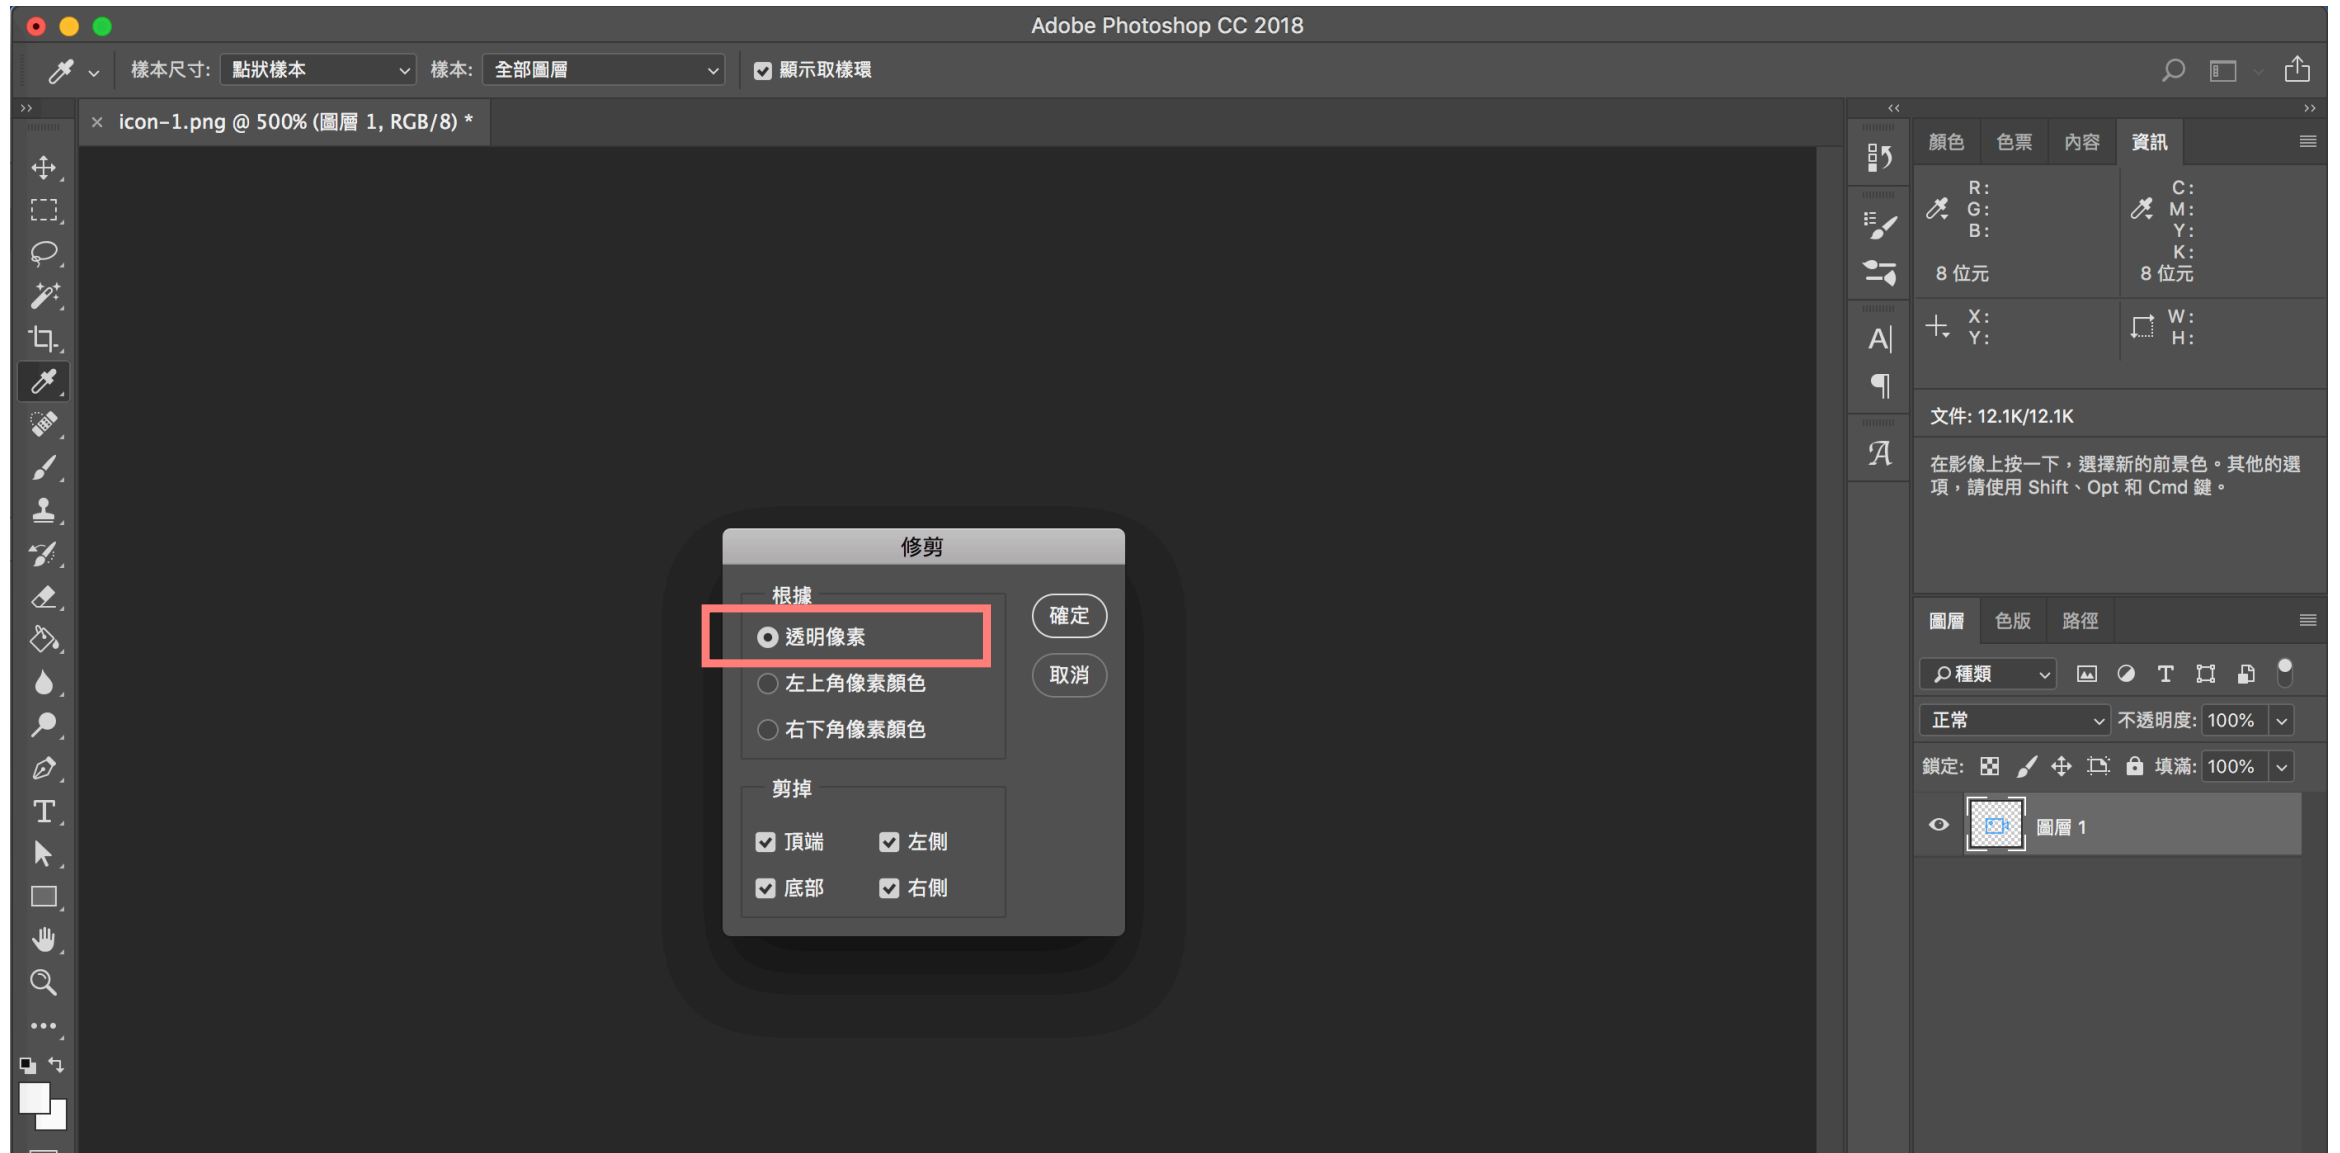 Adobe Photoshop CC 2018
樣本尺寸: 點狀樣本 樣本: 全部圖層 顯示取樣環
icon-1.png @ 500% (圖層 1, RGB/8) *
顏色 色票 內容 資訊
R: C:
G: M:
B: Y:
K:
8 位元 8 位元
X: W:
Y: H:
文件: 12.1K/12.1K
在影像上按一下，選擇新的前景色。其他的選
項，請使用 Shift、Opt 和 Cmd 鍵。
修剪
根據
透明像素
左上角像素顏色
右下角像素顏色
確定
取消
剪掉
頂端 左側
底部 右側
圖層 色版 路徑
種類
正常 不透明度: 100%
鎖定: 填滿: 100%
圖層 1